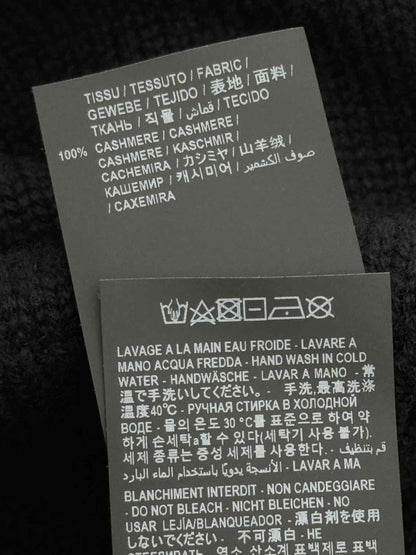 TISSU / TESSUTO / FABRIC /
GEWEBE / TEJIDO / 表地 / 面料 /
ТКАНЬ / 직물 / قماش / TECIDO
100% CASHMERE / CASHMERE /
CASHMERE / KASCHMIR /
CACHEMIRA / カシミヤ / 山羊绒 /
КАШЕМИР / 캐시미어 / صوف الكشمير
/ CAXEMIRA
LAVAGE A LA MAIN EAU FROIDE - LAVARE A
MANO ACQUA FREDDA - HAND WASH IN COLD
WATER - HANDWÄSCHE - LAVAR A MANO - 常
温で手洗いしてください。 - 手洗,最高洗涤
温度40°C - РУЧНАЯ СТИРКА В ХОЛОДНОЙ
ВОДЕ - 물의 온도 30 °C를 표준으로 하여 약
하게 손세탁a할 수 있다(세탁기 사용 불가).
세제 종류는 중성 세제를 사용한다. - قم بتنظيف
الأنسجة يدويًا باستخدام الماء البارد - LAVAR A MA
BLANCHIMENT INTERDIT - NON CANDEGGIARE
- DO NOT BLEACH - NICHT BLEICHEN - NO
USAR LEJÍA/BLANQUEADOR - 漂白剤を使用
しないでください。 - 不可漂白 - НЕ